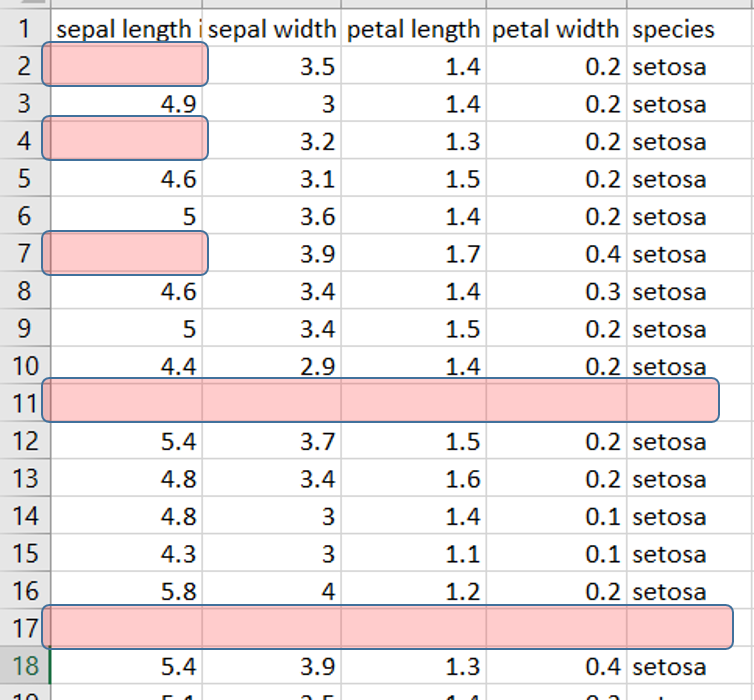 1 sepal length i sepal width petal length petal width species
2 3.5 1.4 0.2 setosa
3 4.9 3 1.4 0.2 setosa
4 3.2 1.3 0.2 setosa
5 4.6 3.1 1.5 0.2 setosa
6 5 3.6 1.4 0.2 setosa
7 3.9 1.7 0.4 setosa
8 4.6 3.4 1.4 0.3 setosa
9 5 3.4 1.5 0.2 setosa
10 4.4 2.9 1.4 0.2 setosa
11
12 5.4 3.7 1.5 0.2 setosa
13 4.8 3.4 1.6 0.2 setosa
14 4.8 3 1.4 0.1 setosa
15 4.3 3 1.1 0.1 setosa
16 5.8 4 1.2 0.2 setosa
17
18 5.4 3.9 1.3 0.4 setosa